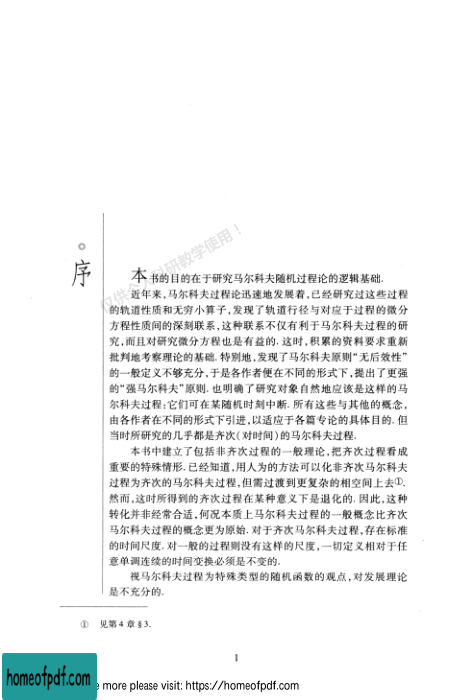 序
本书的目的在于研究马尔科夫随机过程论的逻辑基础.
近年来,马尔科夫过程论迅速地发展着,已经研究过这些过程
的轨道性质和无穷小算子,发现了轨道行径与对应于过程的微分
方程性质间的深刻联系,这种联系不仅有利于马尔科夫过程的研
究,而且对研究微分方程也是有益的. 这时,积累的资料要求重新
批判地考察理论的基础. 特别地,发现了马尔科夫原则“无后效性”
的一般定义不够充分,于是各作者便在不同的形式下,提出了更强
的“强马尔科夫”原则. 也明确了研究对象自然地应该是这样的马
尔科夫过程;它们可在某随机时刻中断. 所有这些与其他的概念,
由各作者在不同的形式下引进,以适应于各篇专论的具体目的. 但
当时所研究的几乎都是齐次(对时间)的马尔科夫过程.
本书中建立了包括非齐次过程的一般理论,把齐次过程看成
重要的特殊情形. 已经知道,用人为的方法可以化非齐次马尔科夫
过程为齐次的马尔科夫过程,但需过渡到更复杂的相空间上去①.
然而,这时所得到的齐次过程在某种意义下是退化的. 因此,这种
转化并非经常合适,何况本质上马尔科夫过程的一般概念比齐次
马尔科夫过程的概念更为原始. 对于齐次马尔科夫过程,存在标准
的时间尺度. 对一般的过程则没有这样的尺度,一切定义相对于任
意单调连续的时间变换必须是不变的.
视马尔科夫过程为特殊类型的随机函数的观点,对发展理论
是不充分的.
① 见第4章§3.
1
homeofpdf.com
more please visit: https://homeofpdf.com